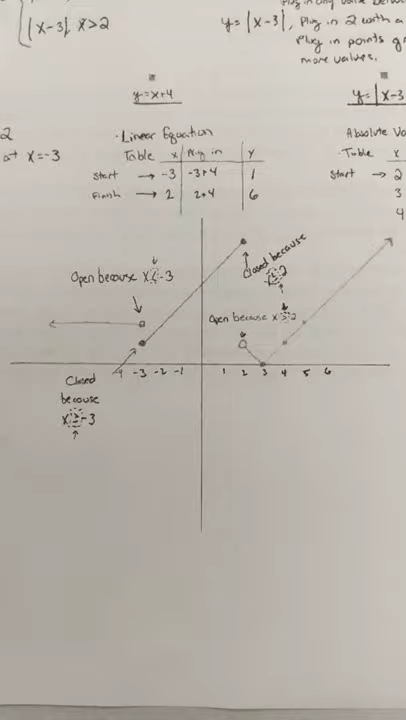 |x-3|, x>2
y=|x-3|, Plug in 2 with a
Plug in points
more values.
y=x+4
y=|x-3
2
at x=-3
Linear Equation
Table x Plug in y
Start → -3 -3+4 1
Finish → 2 2+4 6
Absolute Va
Table x
Start → 2
3
4
Open because x<-3
Closed because
x≤2
Open because x>2
-4 -3 -2 -1 1 2 3 4 5 6
Closed
because
x≥-3